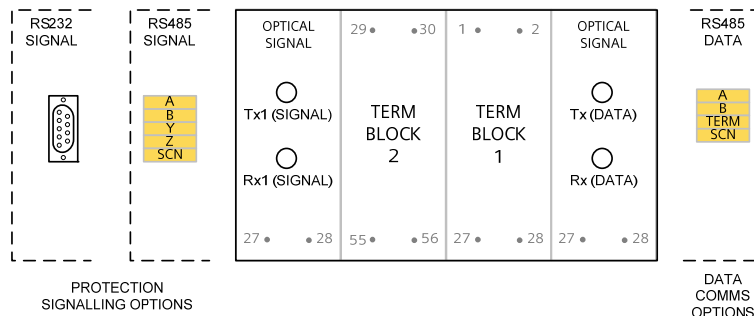 RS232
SIGNAL
RS485
SIGNAL
OPTICAL
SIGNAL
29 30
1 2
OPTICAL
SIGNAL
RS485
DATA
A
B
Y
Z
SCN
Tx1 (SIGNAL)
Rx1 (SIGNAL)
TERM
BLOCK
2
TERM
BLOCK
1
Tx (DATA)
Rx (DATA)
A
B
TERM
SCN
27 28
55 56
27 28
27 28
PROTECTION
SIGNALLING OPTIONS
DATA
COMMS
OPTIONS